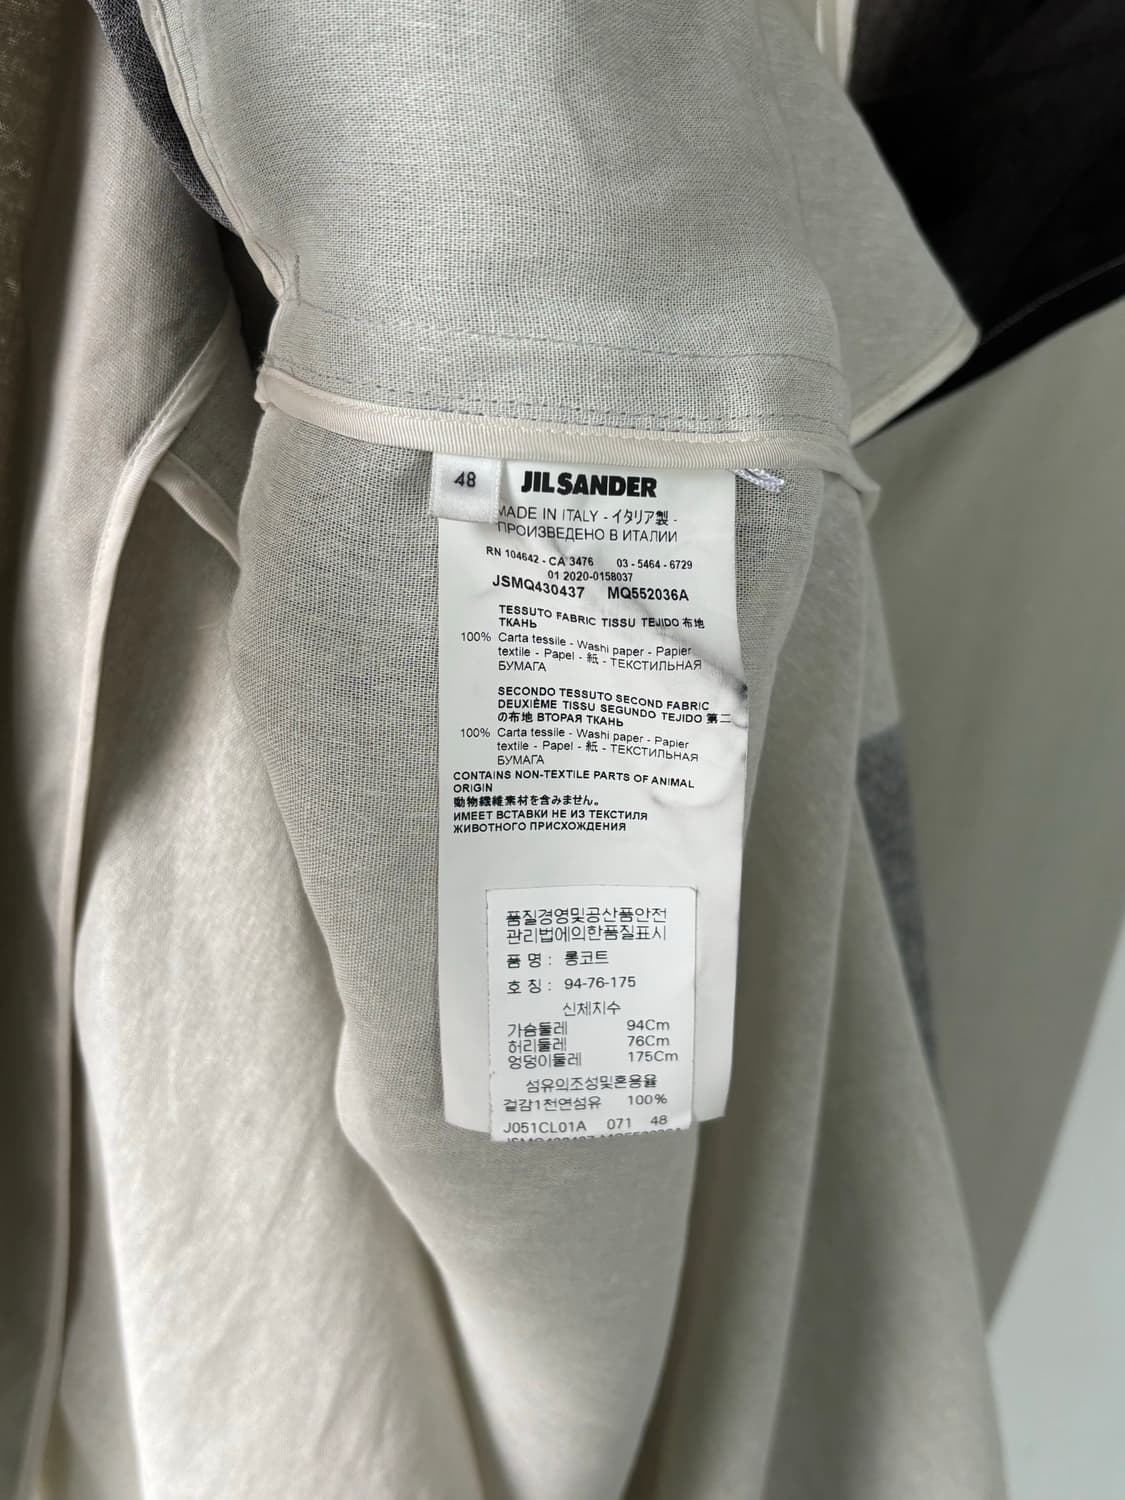 48
JIL SANDER
MADE IN ITALY - イタリア製 -
ПРОИЗВЕДЕНО В ИТАЛИИ
RN 104642 - CA 3476 03 - 5464 - 6729
01 2020-0158037
JSMQ430437 MQ552036A
TESSUTO FABRIC TISSU TEJIDO 布地
ТКАНЬ
100% Carta tessile - Washi paper - Papier
textile - Papel - 紙 - ТЕКСТИЛЬНАЯ
БУМАГА
SECONDO TESSUTO SECOND FABRIC
DEUXIÈME TISSU SEGUNDO TEJIDO 第二
の布地 ВТОРАЯ ТКАНЬ
100% Carta tessile - Washi paper - Papier
textile - Papel - 紙 - ТЕКСТИЛЬНАЯ
БУМАГА
CONTAINS NON-TEXTILE PARTS OF ANIMAL
ORIGIN
動物繊維素材を含みません。
ИМЕЕТ ВСТАВКИ НЕ ИЗ ТЕКСТИЛЯ
ЖИВОТНОГО ПРИСХОЖДЕНИЯ
품질경영및공산품안전
관리법에의한품질표시
품 명 : 롱코트
호 칭 : 94-76-175
신체치수
가슴둘레 94Cm
허리둘레 76Cm
엉덩이둘레 175Cm
섬유의조성및혼용율
겉감1천연섬유 100%
J051CL01A 071 48